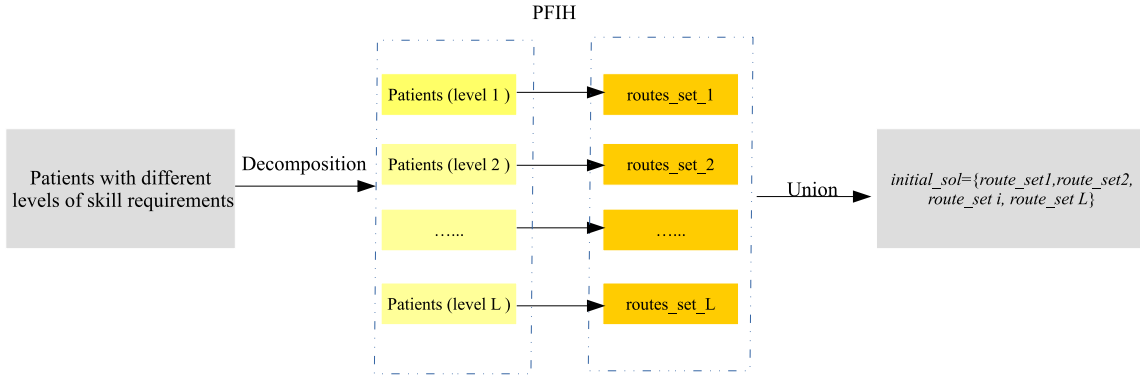 PFIH
Patients with different
levels of skill requirements
Decomposition
Patients (level 1 )
routes_set_1
Patients (level 2 )
routes_set_2
…...
…...
Patients (level L )
routes_set_L
Union
initial_sol={route_set1,route_set2,
route_set i, route_set L}